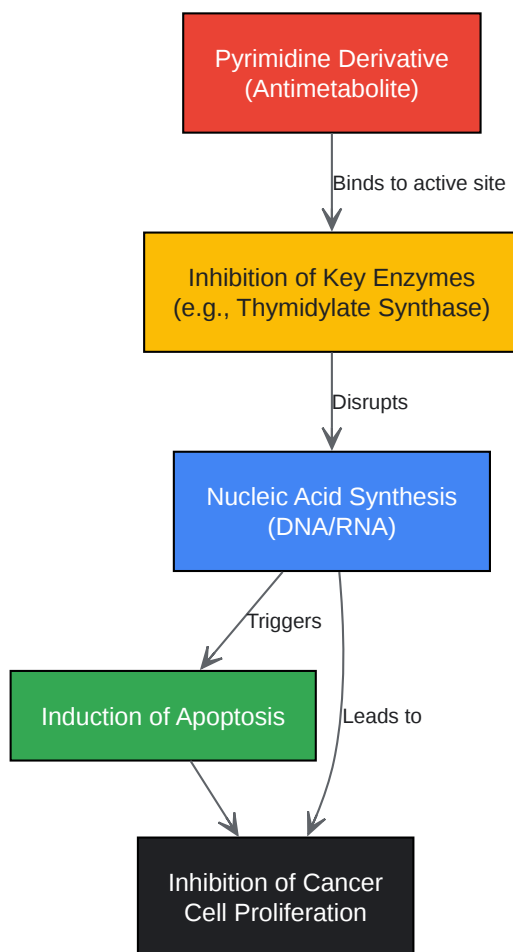 Pyrimidine Derivative
(Antimetabolite)
Binds to active site
Inhibition of Key Enzymes
(e.g., Thymidylate Synthase)
Disrupts
Nucleic Acid Synthesis
(DNA/RNA)
Triggers
Induction of Apoptosis
Leads to
Inhibition of Cancer
Cell Proliferation